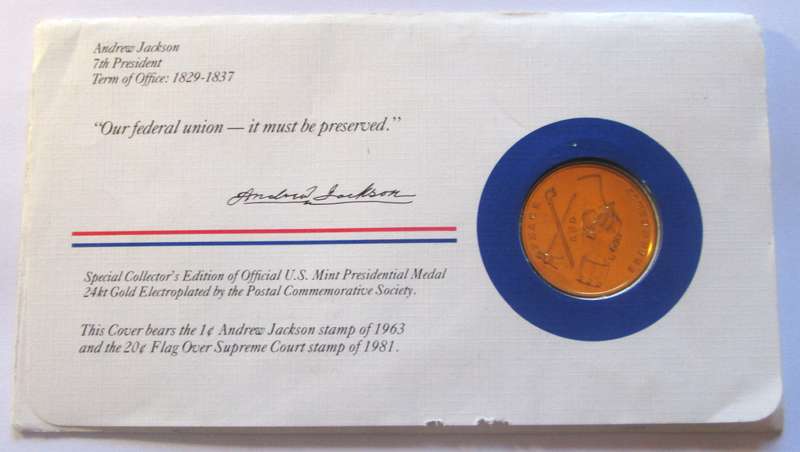 Andrew Jackson
7th President
Term of Office: 1829-1837
"Our federal union — it must be preserved."
Andrew Jackson
Special Collector's Edition of Official U.S. Mint Presidential Medal
24kt Gold Electroplated by the Postal Commemorative Society.
This Cover bears the 1¢ Andrew Jackson stamp of 1963
and the 20¢ Flag Over Supreme Court stamp of 1981.
PEACE
AND